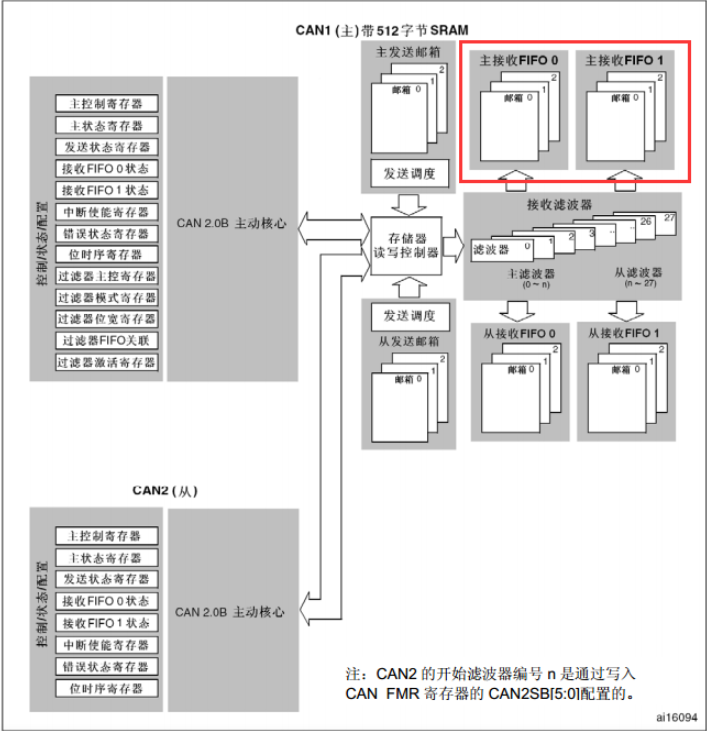 CAN1 (主)带512字节SRAM
主发送邮箱
2
1
邮箱 0
发送调度
主接收FIFO 0
2
1
邮箱 0
主接收FIFO 1
2
1
邮箱 0
控制/状态/配置
主控制寄存器
主状态寄存器
发送状态寄存器
接收FIFO 0状态
接收FIFO 1 状态
中断使能寄存器
错误状态寄存器
位时序寄存器
过滤器主控寄存器
过滤器模式寄存器
过滤器位宽寄存器
过滤器FIFO关联
过滤器激活寄存器
CAN 2.0B 主动核心
存储器
读写控制器
接收滤波器
滤波器 0 1 2 3 .. .. 26 27
主滤波器
(0 ~ n)
从滤波器
(n ~ 27)
发送调度
从发送邮箱
2
1
邮箱 0
从接收FIFO 0
2
1
邮箱 0
从接收FIFO 1
2
1
邮箱 0
CAN2 (从)
控制/状态/配置
主控制寄存器
主状态寄存器
发送状态寄存器
接收FIFO 0 状态
接收FIFO 1 状态
中断使能寄存器
错误状态寄存器
位时序寄存器
CAN 2.0B 主动核心
注：CAN2 的开始滤波器编号 n 是通过写入
CAN_FMR 寄存器的 CAN2SB[5:0]配置的。
ai16094